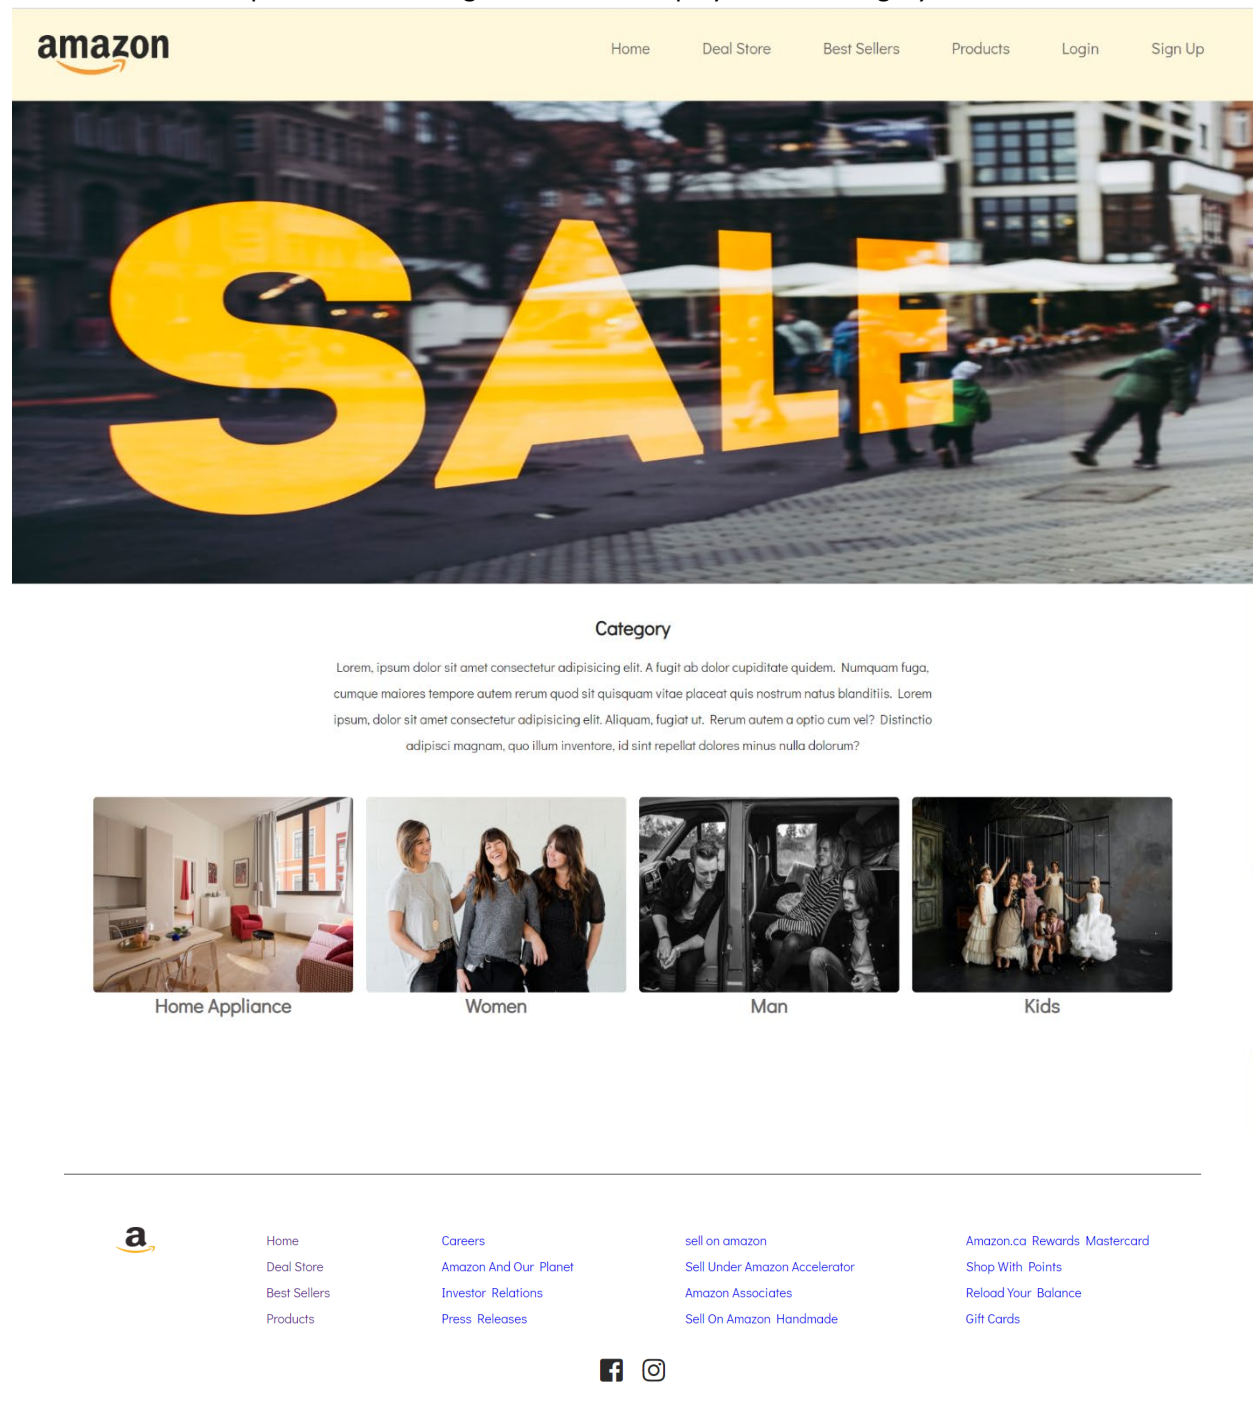 amazon
Home Deal Store Best Sellers Products Login Sign Up
SALE
Category
Lorem, ipsum dolor sit amet consectetur adipisicing elit. A fugit ab dolor cupiditate quidem. Numquam fuga,
cumque maiores tempore autem rerum quod sit quisquam vitae placeat quis nostrum natus blanditiis. Lorem
ipsum, dolor sit amet consectetur adipisicing elit. Aliquam, fugiat ut. Rerum autem a optio cum vel? Distinctio
adipisci magnam, quo illum inventore, id sint repellat dolores minus nulla dolorum?
Home Appliance Women Man Kids
a
Home Careers sell on amazon Amazon.ca Rewards Mastercard
Deal Store Amazon And Our Planet Sell Under Amazon Accelerator Shop With Points
Best Sellers Investor Relations Amazon Associates Reload Your Balance
Products Press Releases Sell On Amazon Handmade Gift Cards